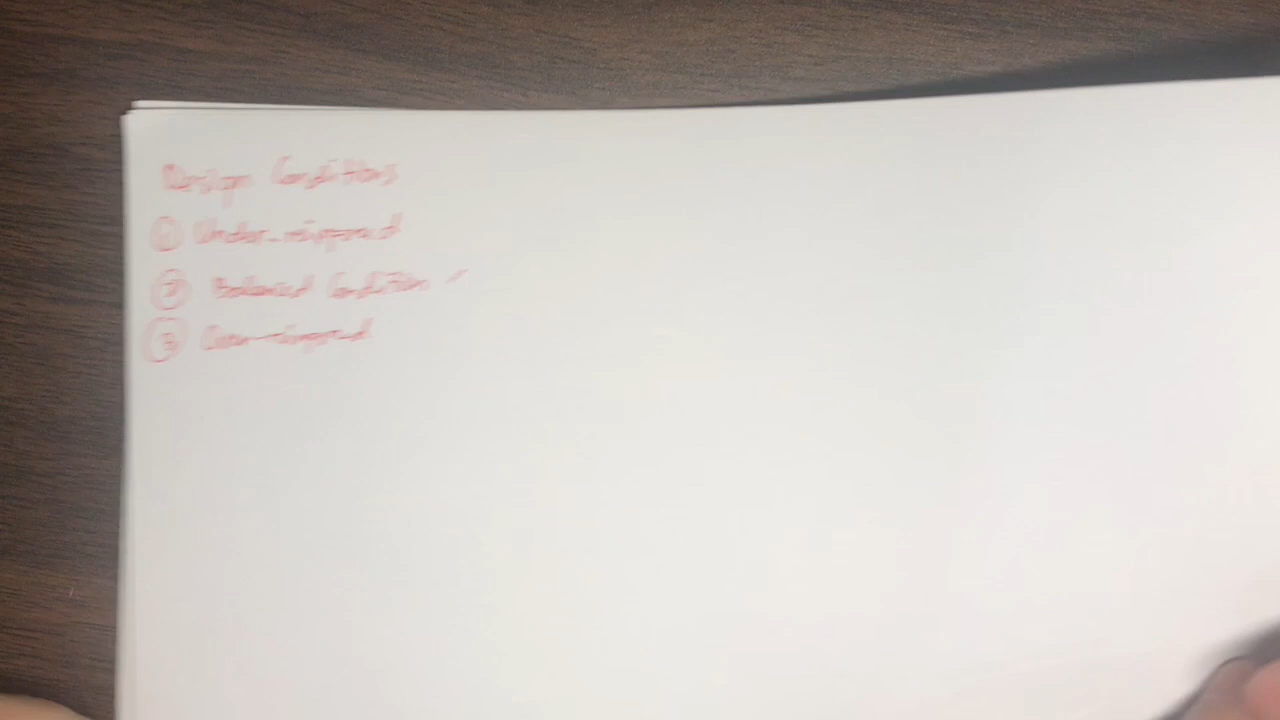 Design Conditions
① Under-reinforced
② Balanced Condition
③ Over-reinforced